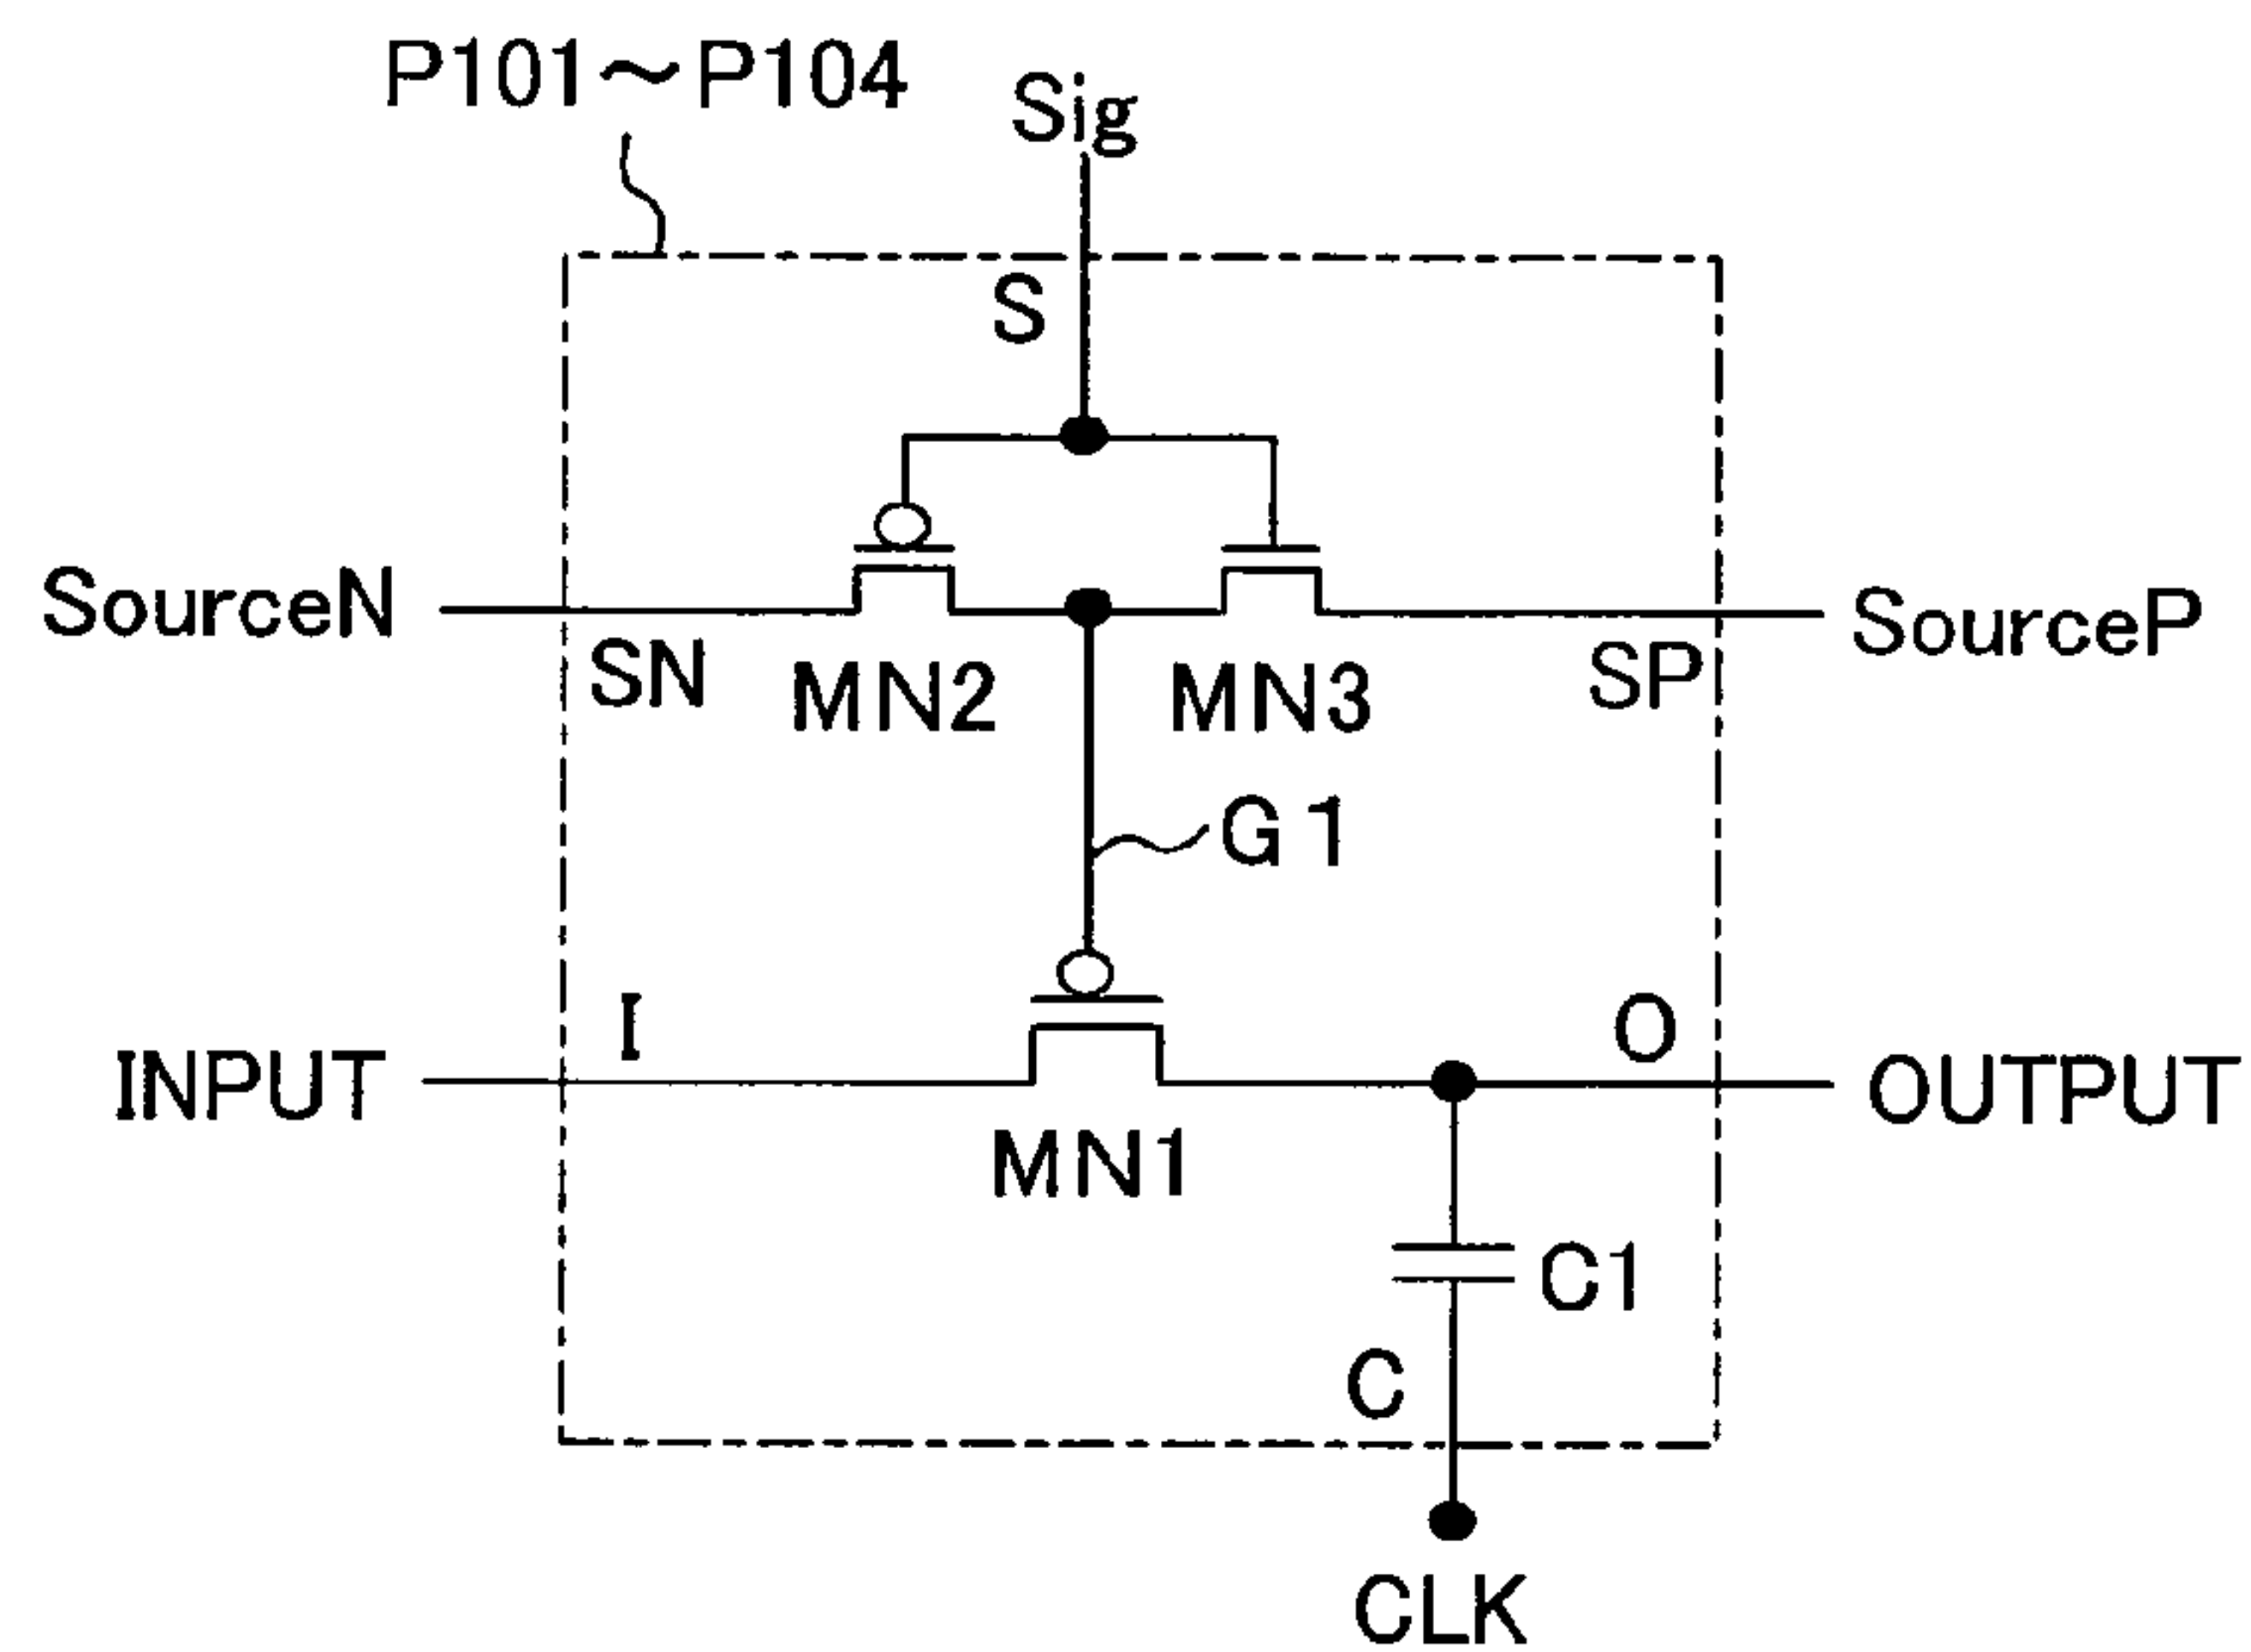 P101～P104
Sig
S
SourceN
SourceP
SN
MN2
MN3
SP
G1
I
O
INPUT
OUTPUT
MN1
C1
C
CLK